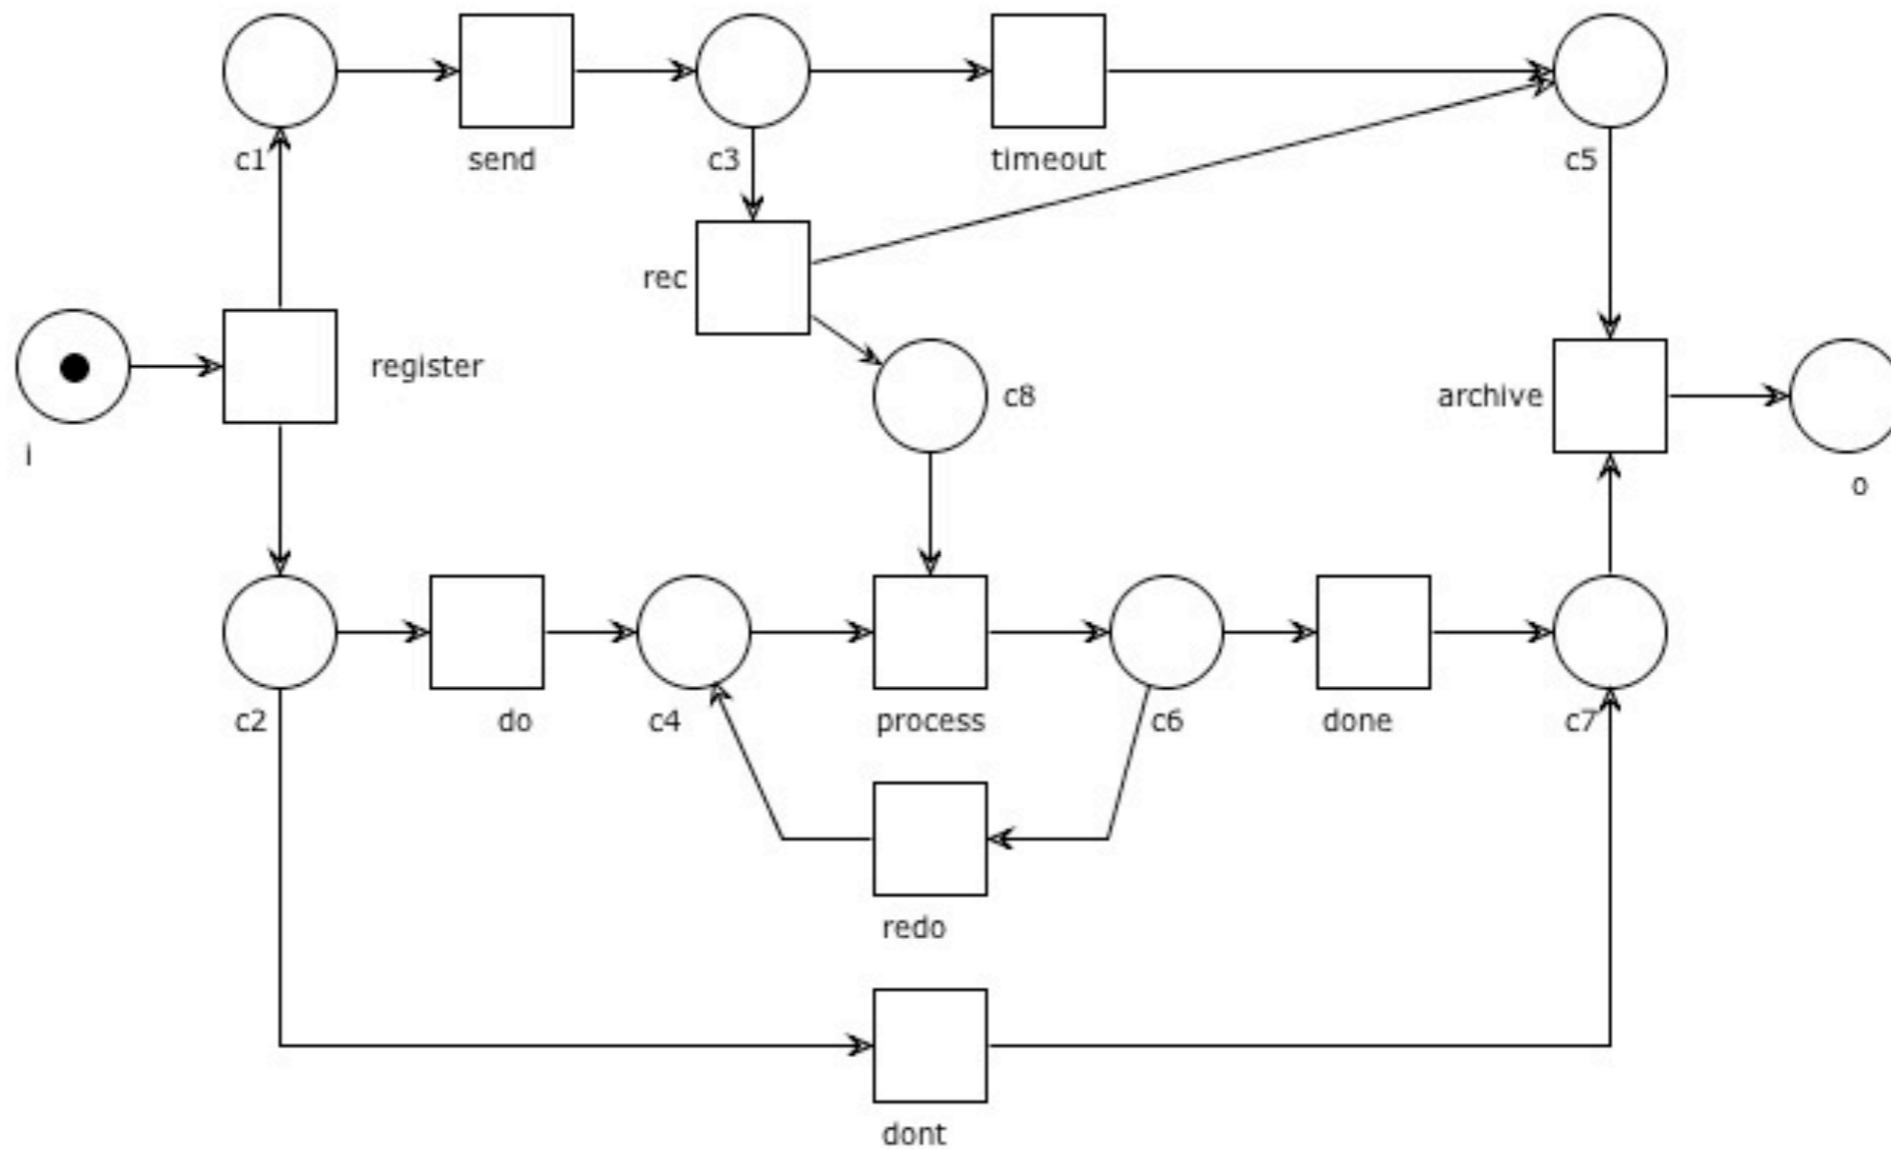 c1
send
c3
timeout
c5
rec
register
c8
archive
i
o
c2
do
c4
process
c6
done
c7
redo
dont